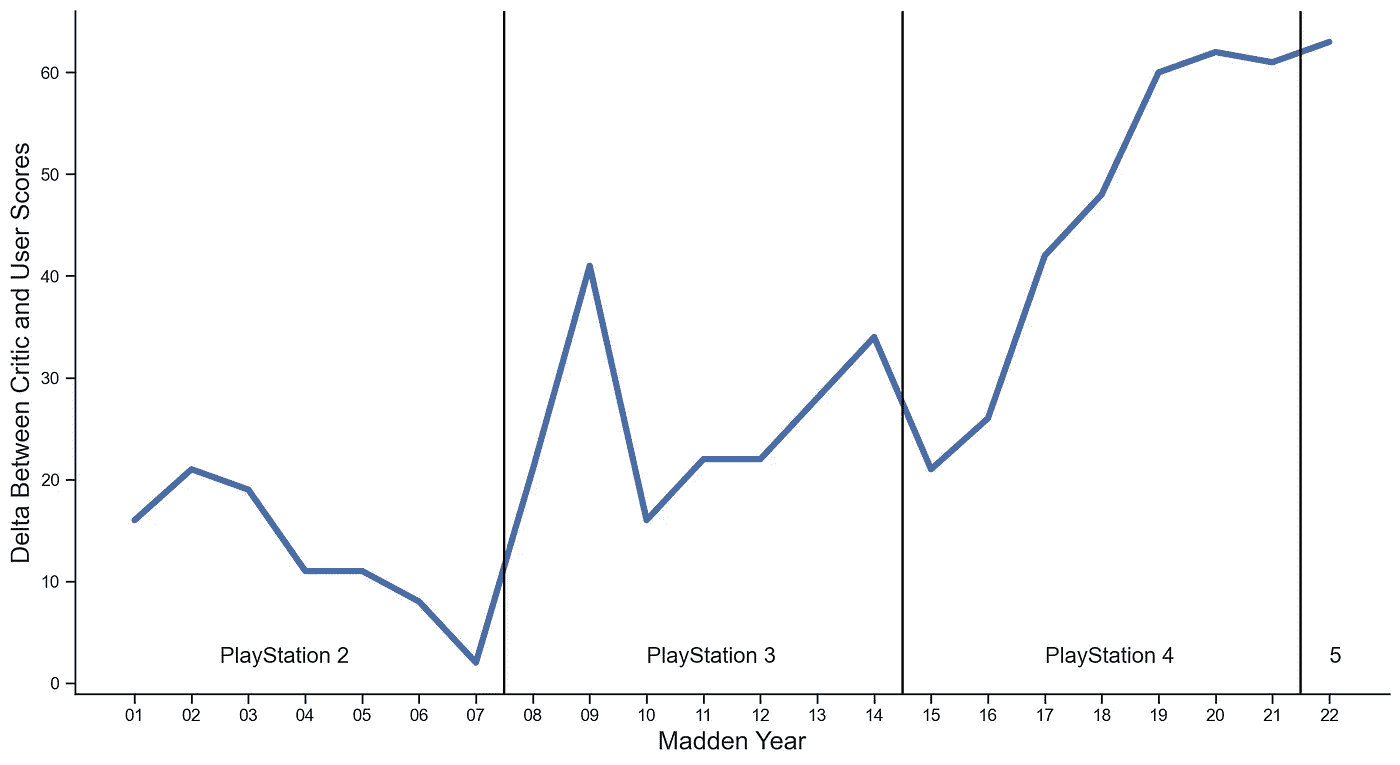 Delta Between Critic and User Scores
60
50
40
30
20
10
0
PlayStation 2
PlayStation 3
PlayStation 4
5
01 02 03 04 05 06 07 08 09 10 11 12 13 14 15 16 17 18 19 20 21 22
Madden Year